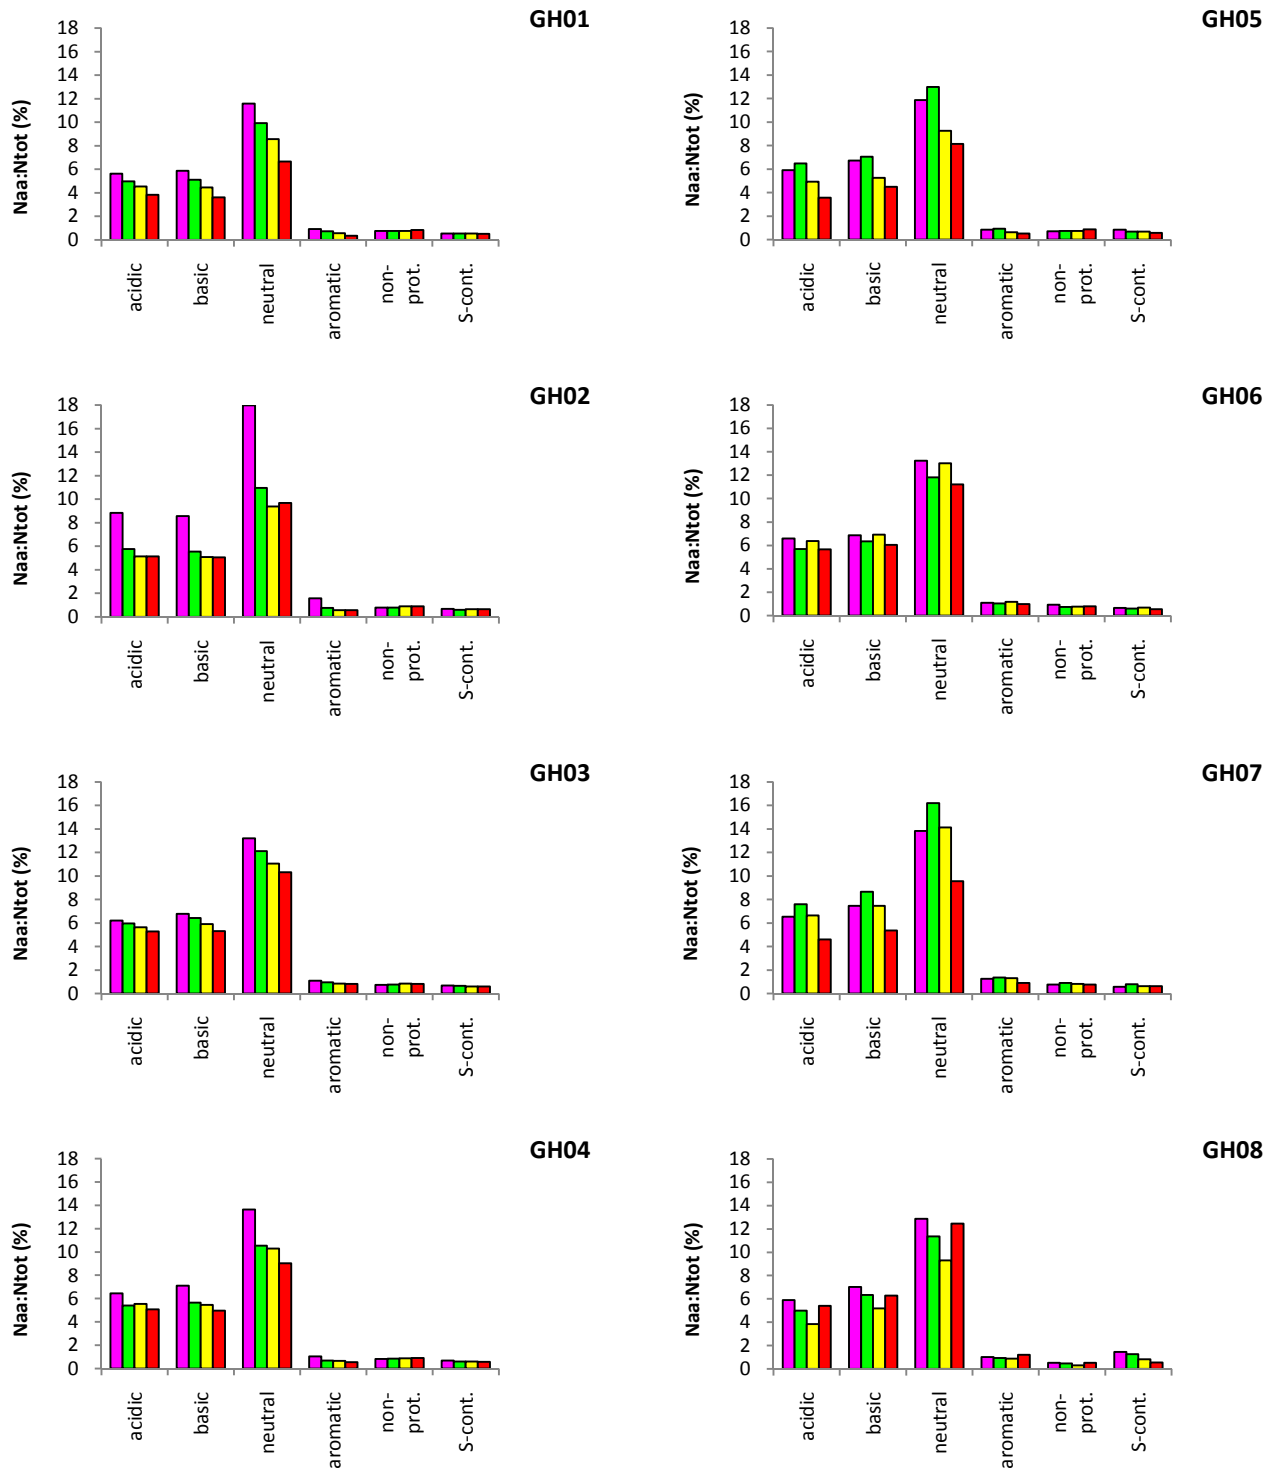 GH01
Naa:Ntot (%)
18
16
14
12
10
8
6
4
2
0
acidic
basic
neutral
aromatic
non-
prot.
S-cont.
GH05
Naa:Ntot (%)
18
16
14
12
10
8
6
4
2
0
acidic
basic
neutral
aromatic
non-
prot.
S-cont.
GH02
Naa:Ntot (%)
18
16
14
12
10
8
6
4
2
0
acidic
basic
neutral
aromatic
non-
prot.
S-cont.
GH06
Naa:Ntot (%)
18
16
14
12
10
8
6
4
2
0
acidic
basic
neutral
aromatic
non-
prot.
S-cont.
GH03
Naa:Ntot (%)
18
16
14
12
10
8
6
4
2
0
acidic
basic
neutral
aromatic
non-
prot.
S-cont.
GH07
Naa:Ntot (%)
18
16
14
12
10
8
6
4
2
0
acidic
basic
neutral
aromatic
non-
prot.
S-cont.
GH04
Naa:Ntot (%)
18
16
14
12
10
8
6
4
2
0
acidic
basic
neutral
aromatic
non-
prot.
S-cont.
GH08
Naa:Ntot (%)
18
16
14
12
10
8
6
4
2
0
acidic
basic
neutral
aromatic
non-
prot.
S-cont.